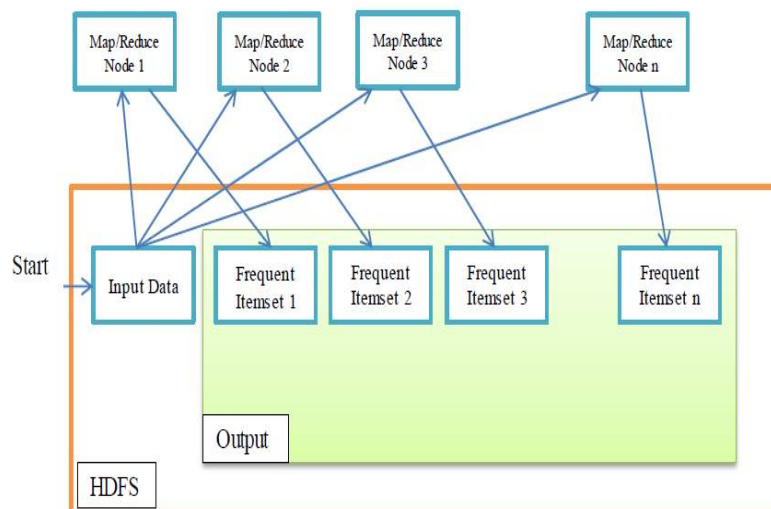 Map/Reduce
Node 1
Map/Reduce
Node 2
Map/Reduce
Node 3
Map/Reduce
Node n
Start
Input Data
Frequent
Itemset 1
Frequent
Itemset 2
Frequent
Itemset 3
Frequent
Itemset n
Output
HDFS